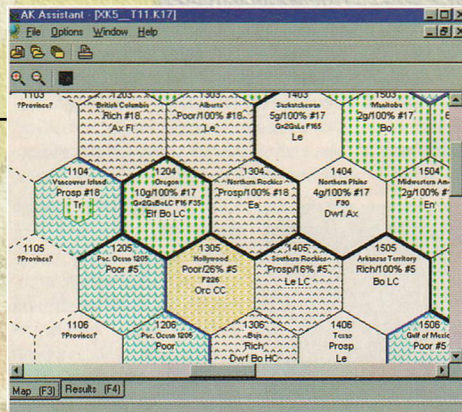 AK Assistant - [XK5__T11.K17]
File Options Window Help
1103
?Province?
1203
British Columbia
Rich #18
Ax Fl
1303
Alberta
Poor/100% #18
Le
1403
Saskatchewan
5g/100% #17
Gn2GsLe F165
Le
1503
Manitoba
2g/100% #17
Bo
1104
Vancouver Island
Prosp #18
Tr
1204
Oregon
10g/100% #17
Elf Bo LC
1304
Northern Rockies
Prosp/100% #18
Ea
1404
Northern Plains
4g/100% #17
F90
Dwf Ax
1504
Midwestern Am
2g/100% #1
En
1105
?Province?
1205
Pac. Ocean 1205
Poor #5
1305
Hollywood
Poor/26% #5
F226
Orc CC
1405
Southern Rockies
Prosp/16% #5
Le LC
1505
Arkansas Territory
Rich/100% #5
Bo LC
1106
?Province?
1206
Pac. Ocean 1206
Poor
1306
Baja
Rich
Dwf Bo HC
1406
Texas
Prosp
Le
1506
Gulf of Mexic
Poor #5
Map (F3) Results (F4)